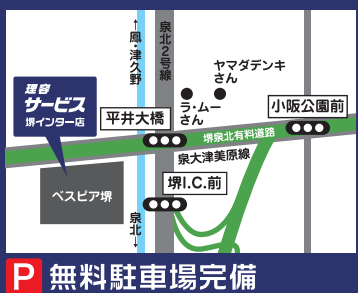 ↑鳳・津久野
泉北2号線
ヤマダデンキ
さん
ラ・ムー
さん
理容
サービス
堺インター店
平井大橋
小阪公園前
堺泉北有料道路
泉大津美原線
堺I.C.前
ベスピア堺
泉北↓
P 無料駐車場完備